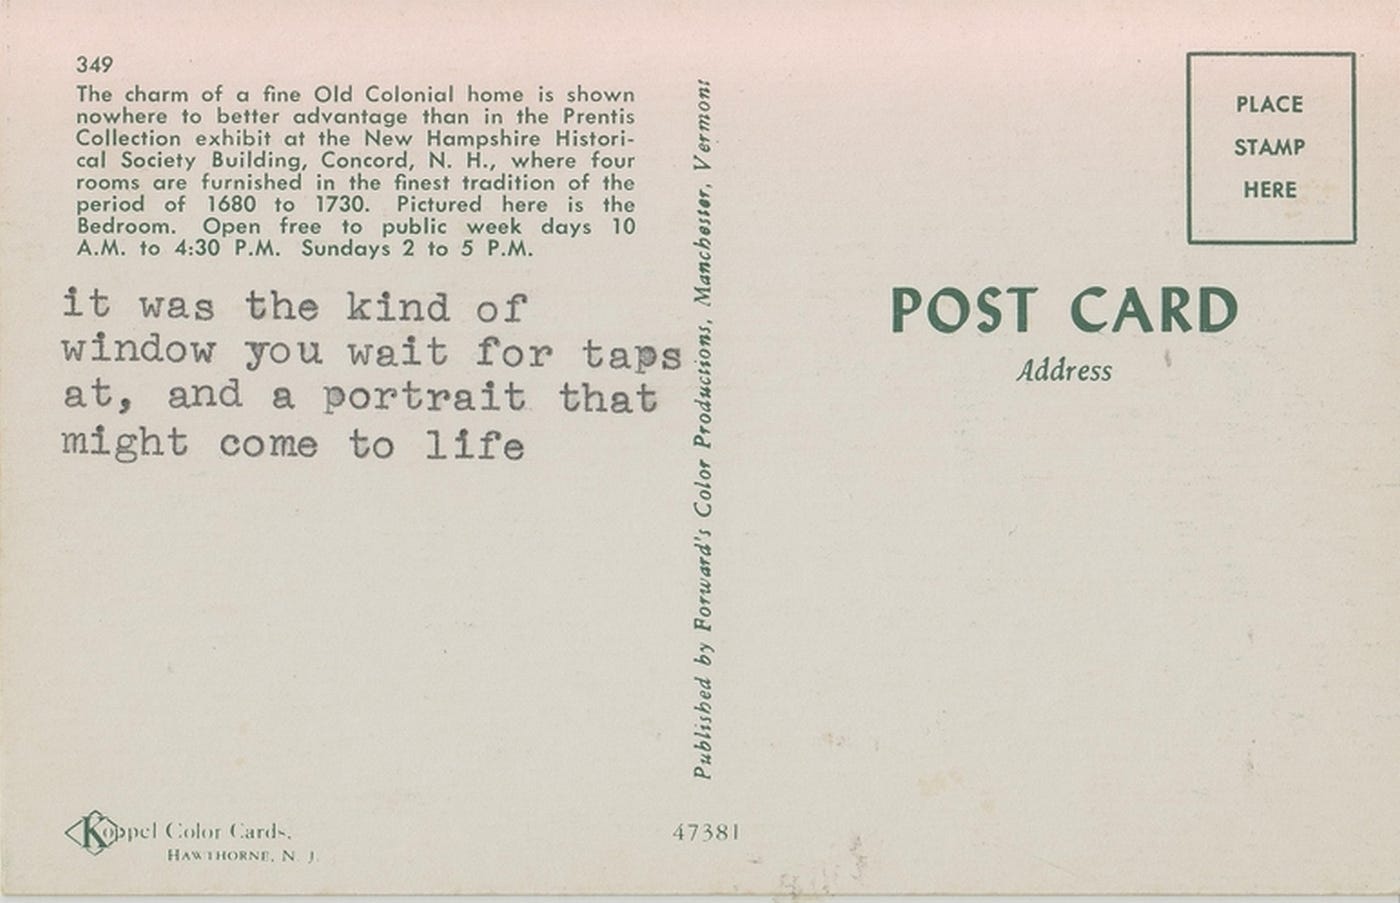 349
The charm of a fine Old Colonial home is shown
nowhere to better advantage than in the Prentis
Collection exhibit at the New Hampshire Histori-
cal Society Building, Concord, N. H., where four
rooms are furnished in the finest tradition of the
period of 1680 to 1730. Pictured here is the
Bedroom. Open free to public week days 10
A.M. to 4:30 P.M. Sundays 2 to 5 P.M.
it was the kind of
window you wait for taps
at, and a portrait that
might come to life
Koppel Color Cards,
HAWTHORNE, N. J.
Published by Forward's Color Productions, Manchester, Vermont
47381
PLACE
STAMP
HERE
POST CARD
Address